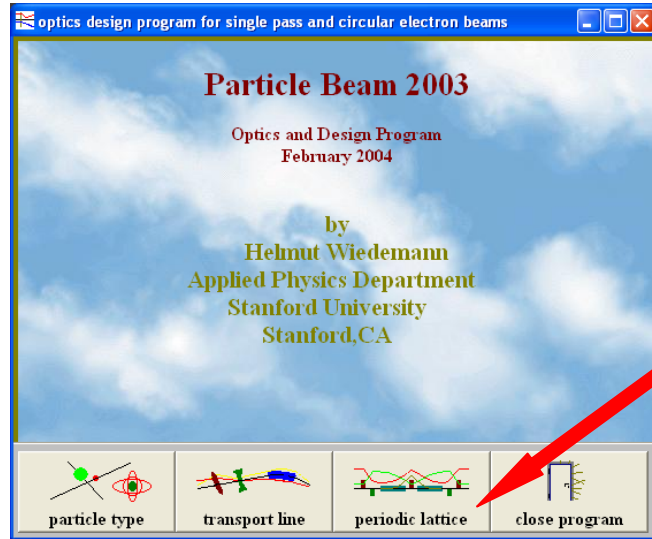 optics design program for single pass and circular electron beams
Particle Beam 2003
Optics and Design Program
February 2004
by
Helmut Wiedemann
Applied Physics Department
Stanford University
Stanford,CA
particle type
transport line
periodic lattice
close program